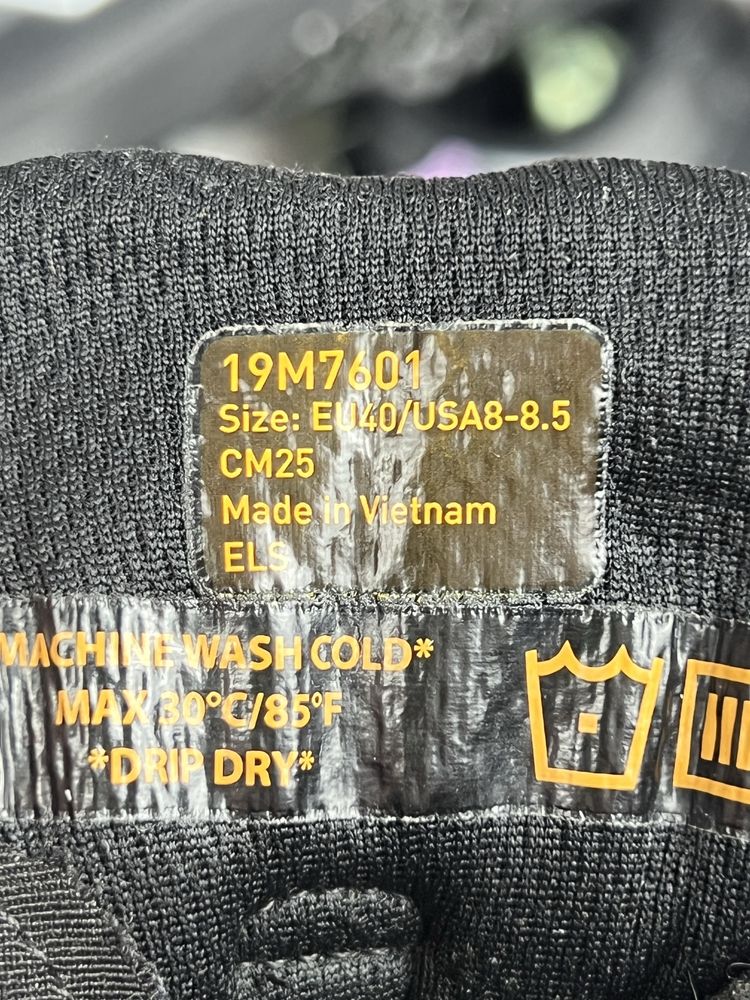 19M7601
Size: EU40/USA8-8.5
CM25
Made in Vietnam
ELS
MACHINE WASH COLD*
MAX 30°C/85°F
*DRIP DRY*